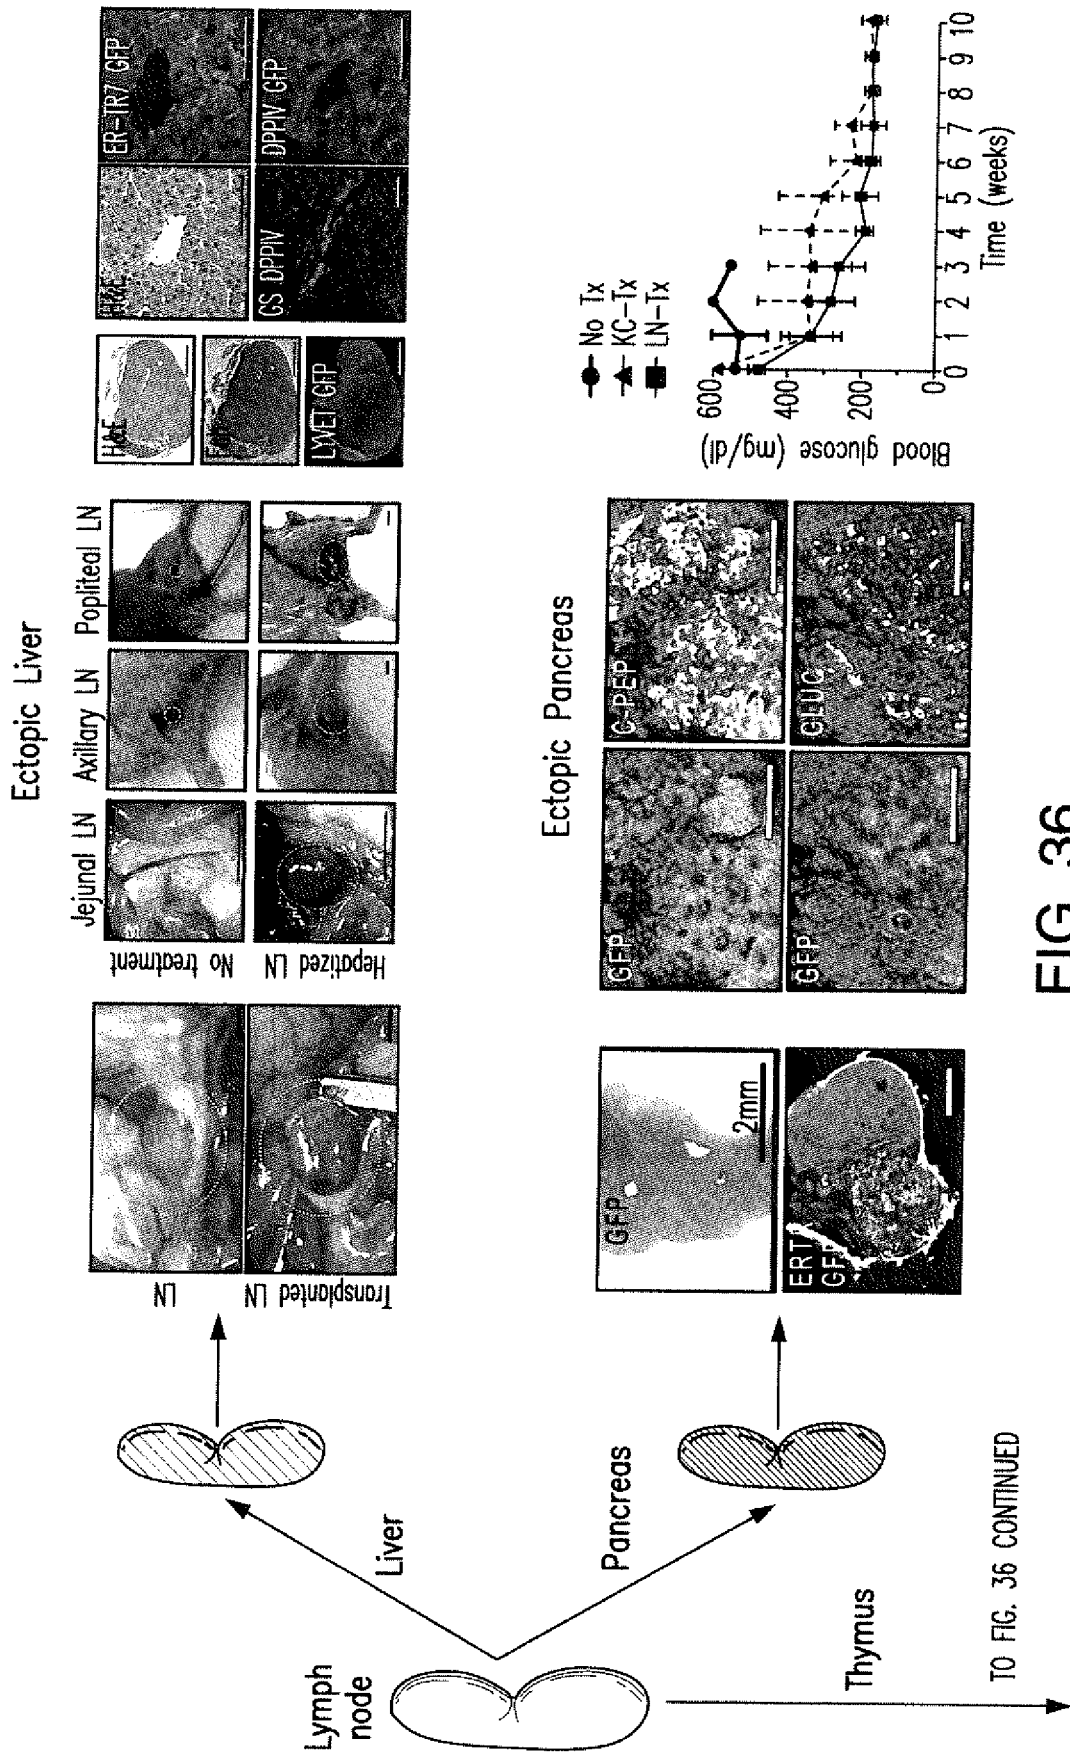 Ectopic Liver
Jejunal LN
Axillary LN
Popliteal LN
LN
Transplanted LN
No treatment
Hepatized LN
H&E
LYVE1 GFP
H&E
ER-TR7 GFP
GS DPPIV
DPPIV GFP
Lymph
node
Liver
Pancreas
Thymus
TO FIG. 36 CONTINUED
Ectopic Pancreas
GFP
2mm
ERT
GFP
GFP
C-PEP
GFP
GLUC
No Tx
KC-Tx
LN-Tx
Blood glucose (mg/dl)
600
400
200
0
0 1 2 3 4 5 6 7 8 9 10
Time (weeks)
FIG. 36